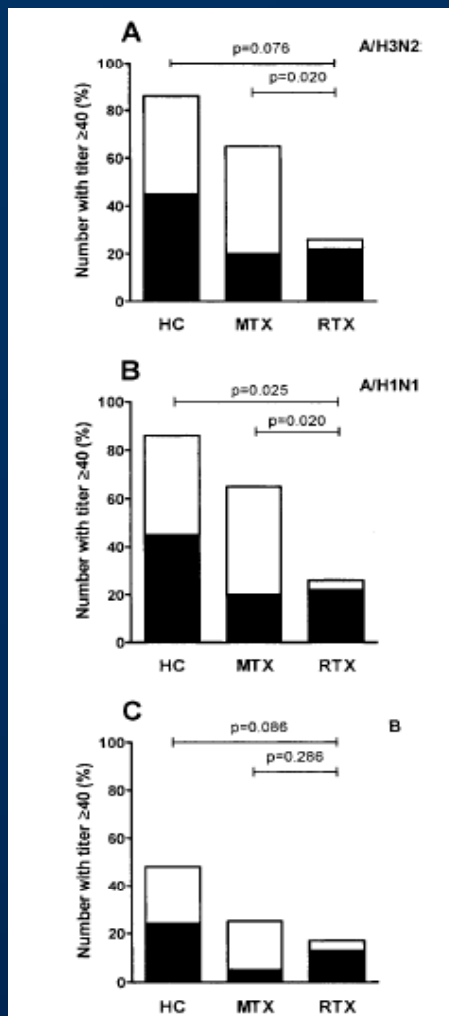 A
A/H3N2
p=0.076
p=0.020
Number with titer ≥40 (%)
100
80
60
40
20
0
HC MTX RTX
B
A/H1N1
p=0.025
p=0.020
Number with titer ≥40 (%)
100
80
60
40
20
0
HC MTX RTX
C
B
p=0.086
p=0.286
Number with titer ≥40 (%)
100
80
60
40
20
0
HC MTX RTX